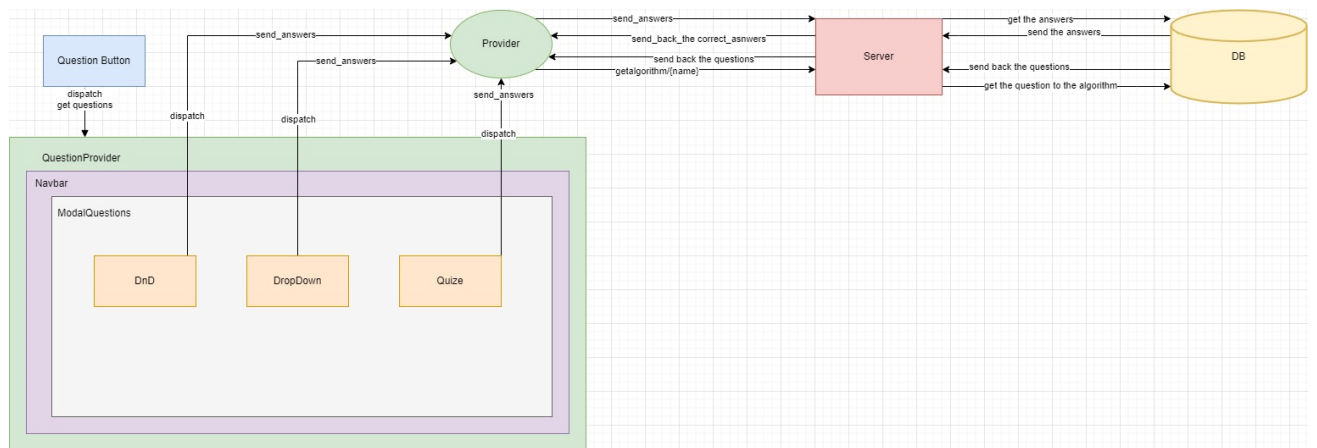 send_answers
get the answers
send_answers
Provider
send_back_the correct_asnwers
send the answers
Question Button
send_answers
send back the questions
Server
send back the questions
DB
getalgorithm/{name}
get the question to the algorithm
dispatch
get questions
send_answers
dispatch
dispatch
dispatch
QuestionProvider
Navbar
ModalQuestions
DnD
DropDown
Quize